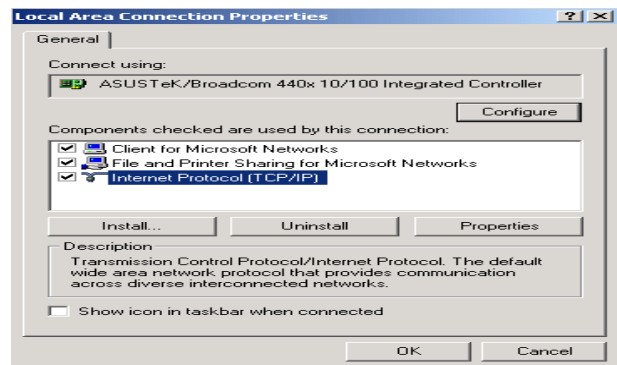 Local Area Connection Properties
General
Connect using:
ASUSTeK/Broadcom 440x 10/100 Integrated Controller
Configure
Components checked are used by this connection:
Client for Microsoft Networks
File and Printer Sharing for Microsoft Networks
Internet Protocol (TCP/IP)
Install... Uninstall Properties
Description
Transmission Control Protocol/Internet Protocol. The default
wide area network protocol that provides communication
across diverse interconnected networks.
Show icon in taskbar when connected
OK Cancel